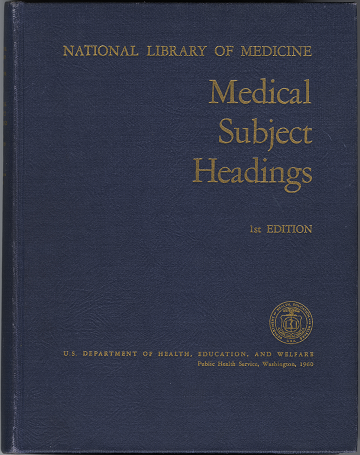 NATIONAL LIBRARY OF MEDICINE
Medical
Subject
Headings
1st EDITION
U.S. DEPARTMENT OF HEALTH, EDUCATION, AND WELFARE
Public Health Service, Washington, 1960